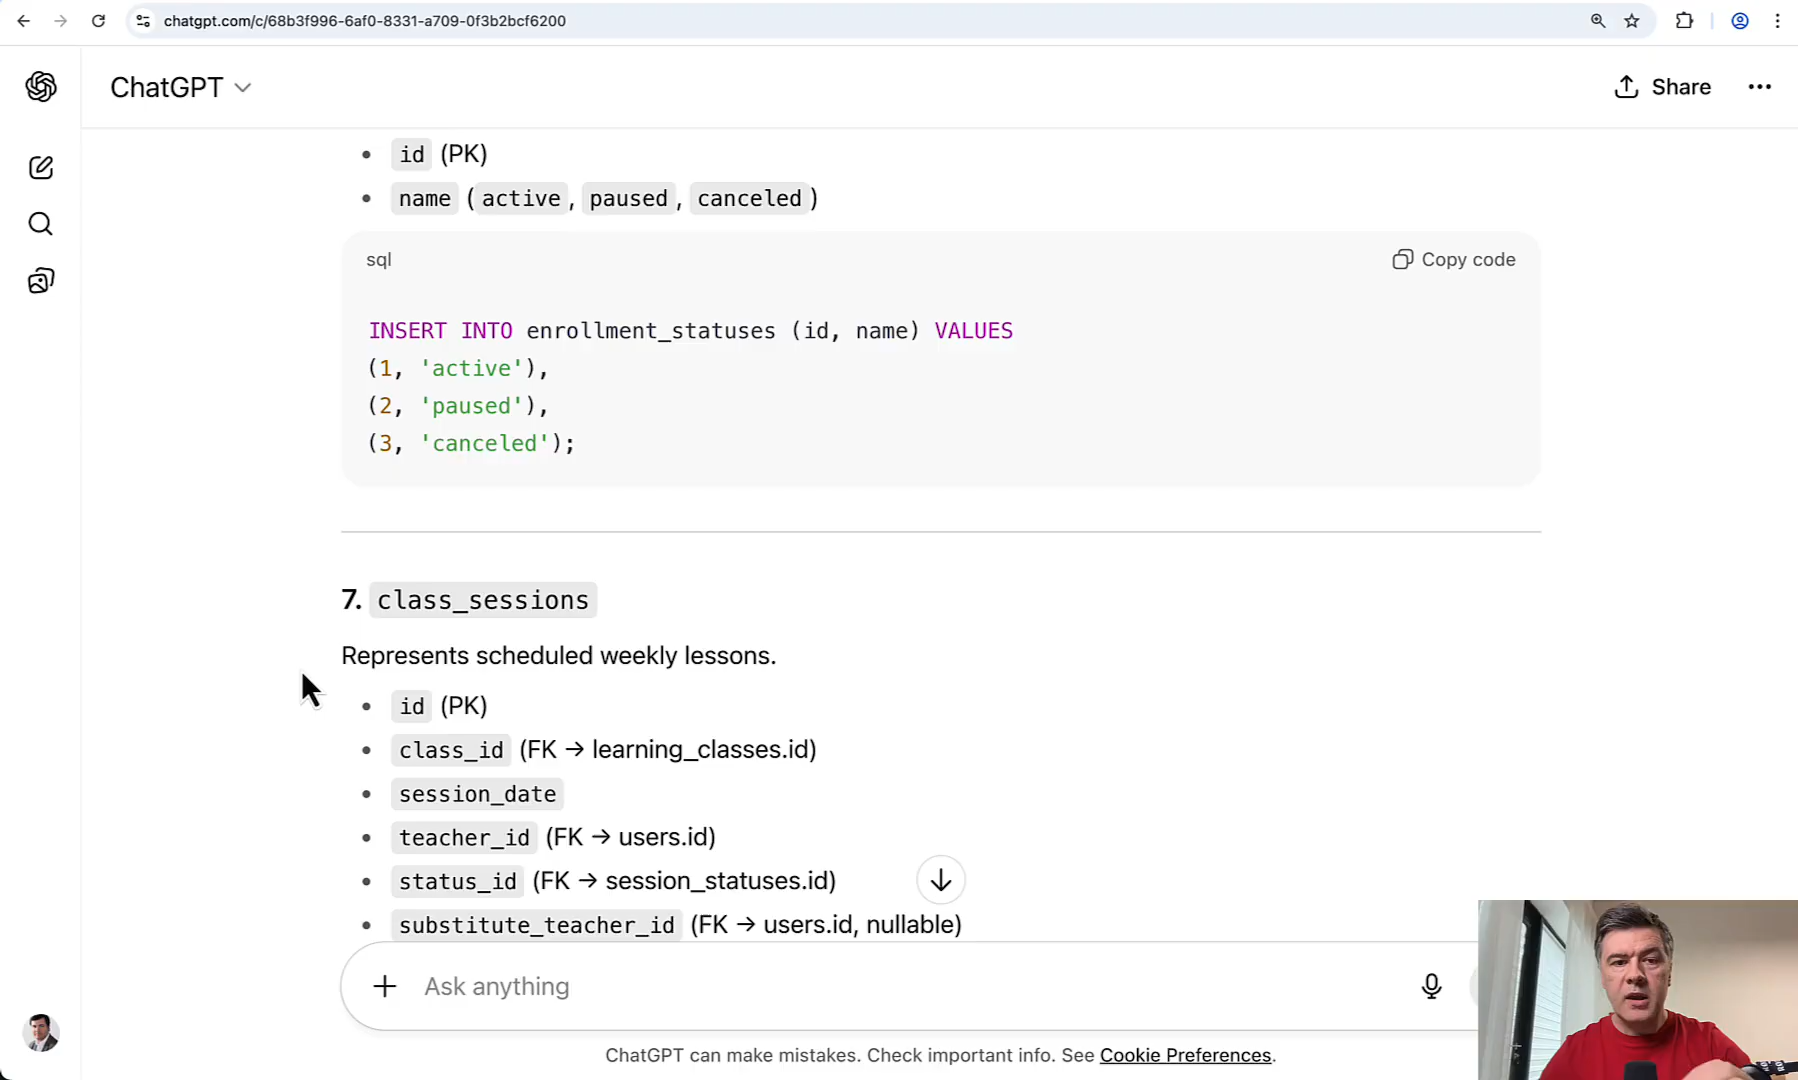 chatgpt.com/c/68b3f996-6af0-8331-a709-0f3b2bcf6200
ChatGPT
Share
id (PK)
name (active, paused, canceled)
sql
Copy code
INSERT INTO enrollment_statuses (id, name) VALUES
(1, 'active'),
(2, 'paused'),
(3, 'canceled');
7. class_sessions
Represents scheduled weekly lessons.
id (PK)
class_id (FK → learning_classes.id)
session_date
teacher_id (FK → users.id)
status_id (FK → session_statuses.id)
substitute_teacher_id (FK → users.id, nullable)
Ask anything
ChatGPT can make mistakes. Check important info. See Cookie Preferences.